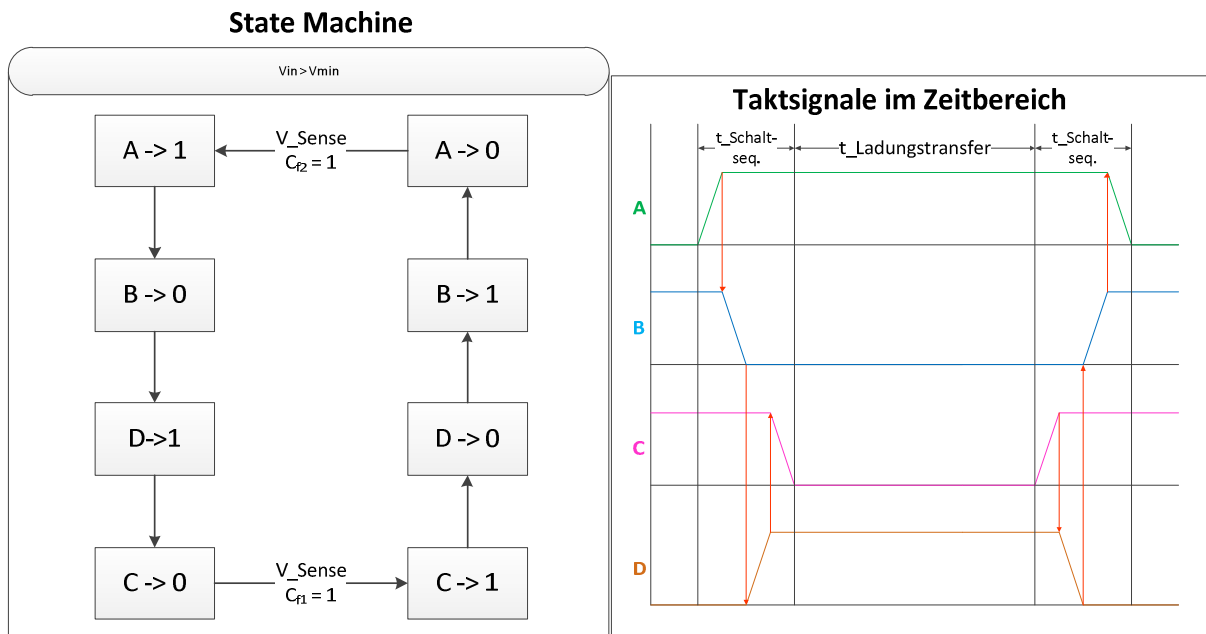 State Machine
Vin > Vmin
A -> 1
V_Sense
Cf2 = 1
A -> 0
B -> 0
B -> 1
D->1
D -> 0
C -> 0
V_Sense
Cf1 = 1
C -> 1
Taktsignale im Zeitbereich
t_Schalt-
seq.
t_Ladungstransfer
t_Schalt-
seq.
A
B
C
D